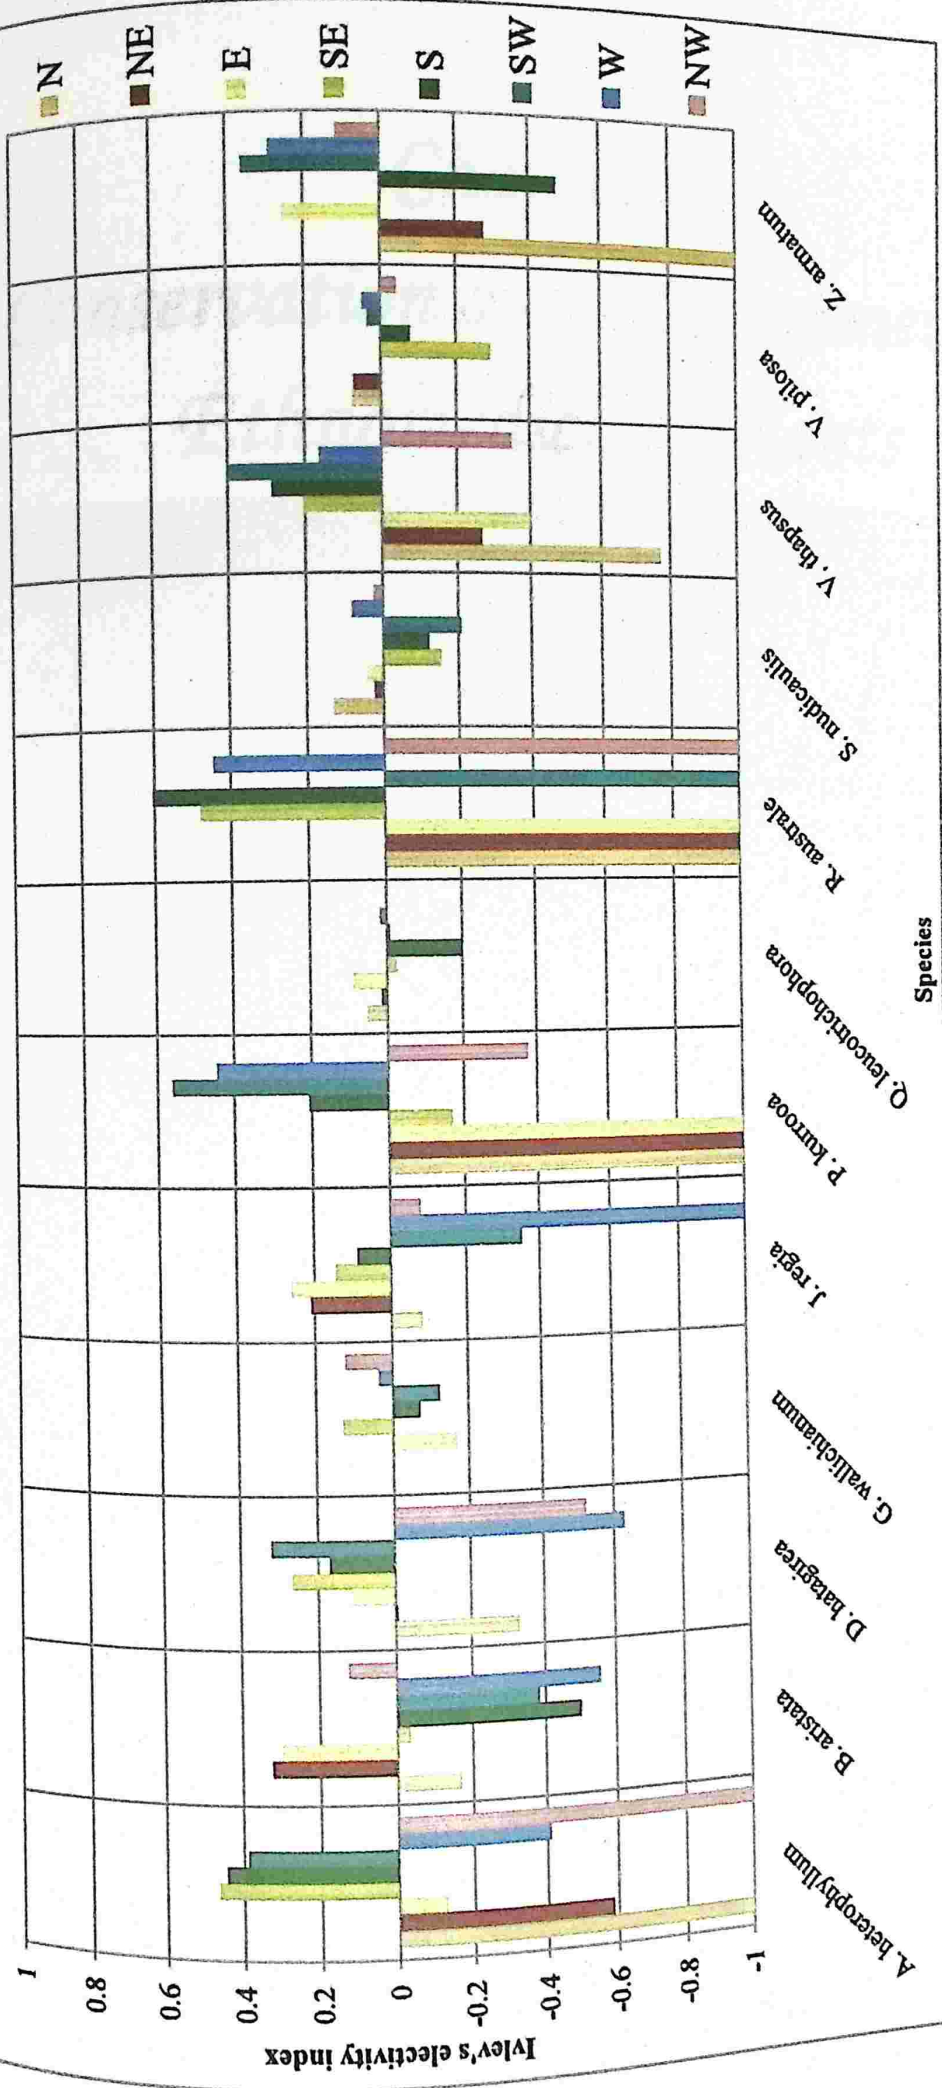 Ivlev's electivity index
1
0.8
0.6
0.4
0.2
0
-0.2
-0.4
-0.6
-0.8
-1
A. heterophyllum
B. aristata
D. hatagirea
G. wallichianum
J. regia
P. kurrooa
Q. leucotrichophora
R. australe
S. nudicaulis
V. thapsus
V. pilosa
Z. armatum
Species
N
NE
E
SE
S
SW
W
NW